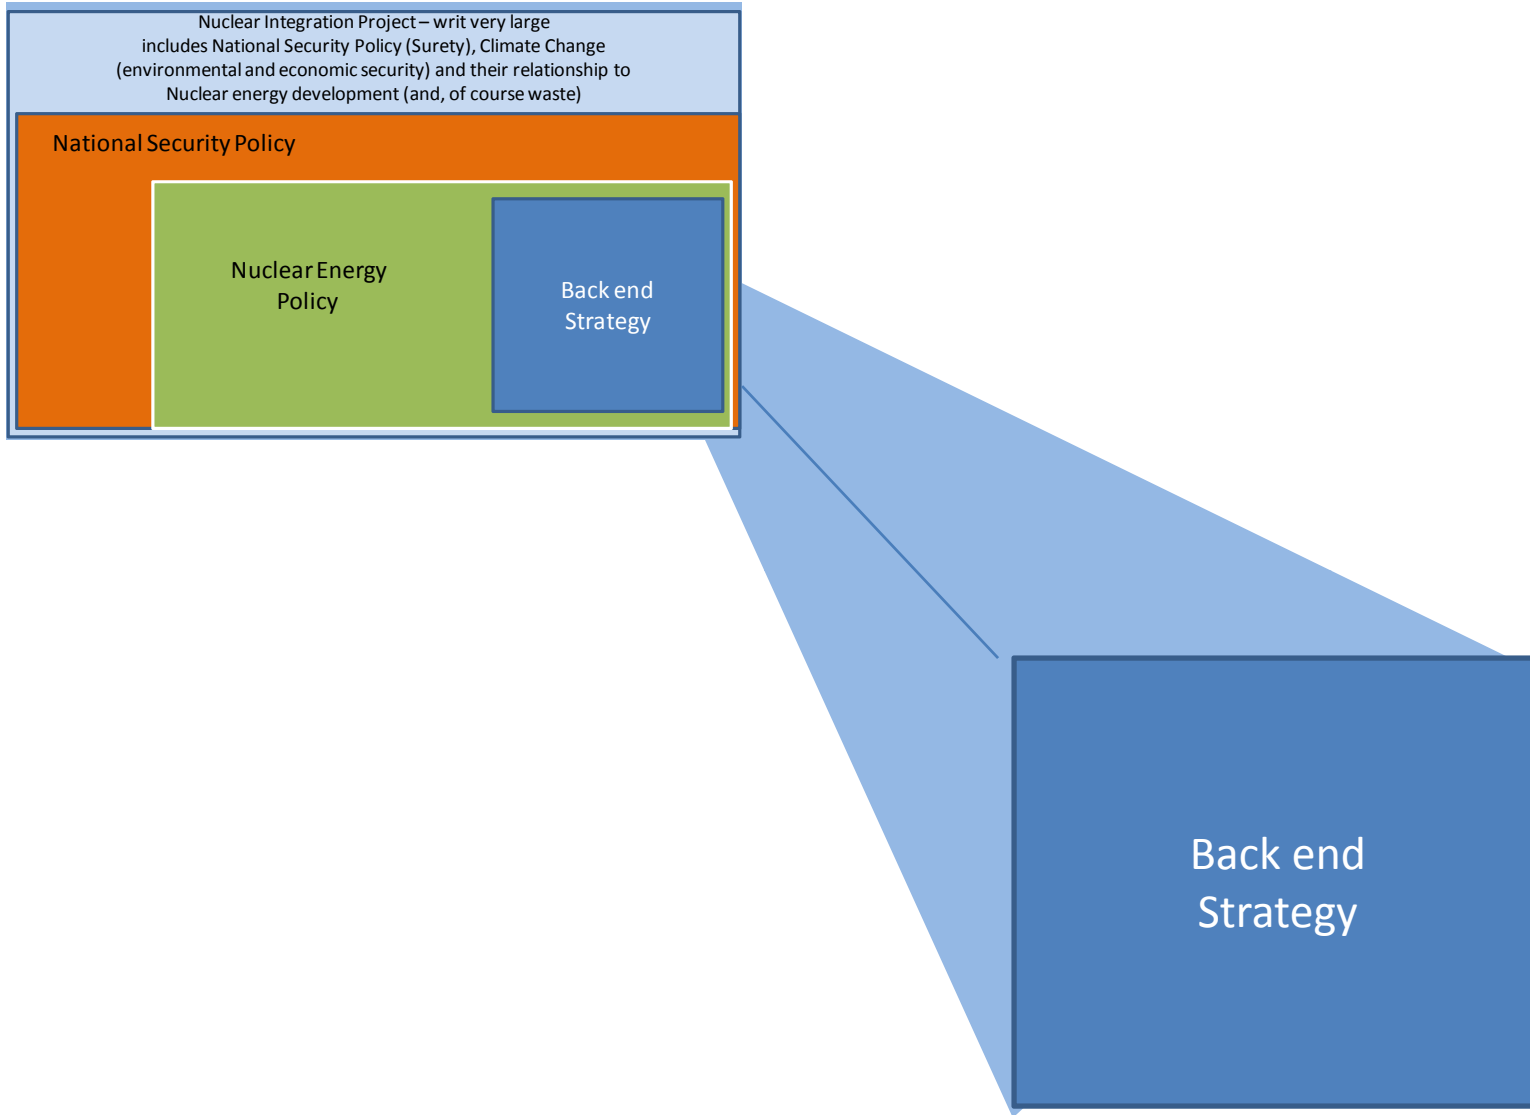 Nuclear Integration Project – writ very large
includes National Security Policy (Surety), Climate Change
(environmental and economic security) and their relationship to
Nuclear energy development (and, of course waste)
National Security Policy
Nuclear Energy
Policy
Back end
Strategy
Back end
Strategy